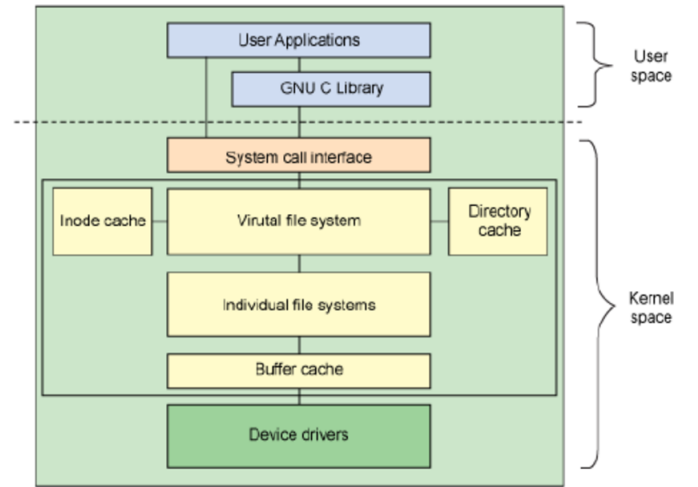 User Applications
User
space
GNU C Library
System call interface
Inode cache
Virutal file system
Directory
cache
Individual file systems
Kernel
space
Buffer cache
Device drivers